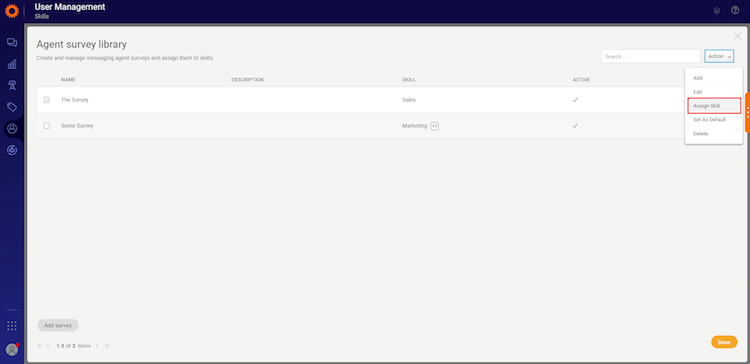 User Management
Skills
Agent survey library
Create and manage messaging agent surveys and assign them to skills.
Search...
Action
NAME DESCRIPTION SKILL ACTIVE
The Survey Sales
Some Survey Marketing +1
Add
Edit
Assign Skill
Set As Default
Delete
Add survey
1-2 of 2 items
Done